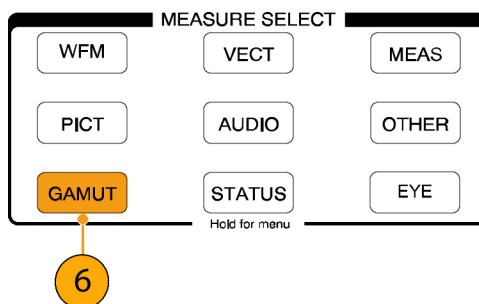 MEASURE SELECT
WFM VECT MEAS
PICT AUDIO OTHER
GAMUT STATUS EYE
Hold for menu
6